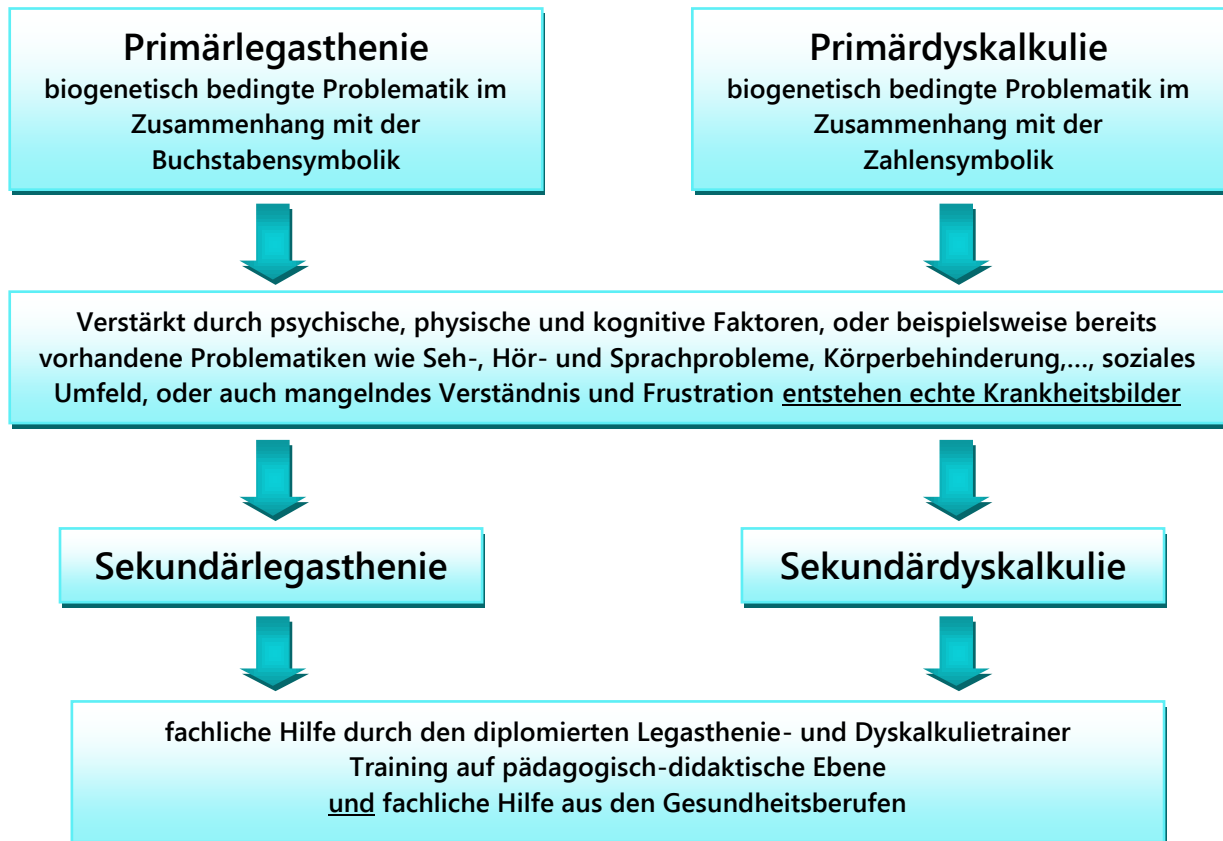 Primärlegasthenie
biogenetisch bedingte Problematik im
Zusammenhang mit der
Buchstabensymbolik
Primärdyskalkulie
biogenetisch bedingte Problematik im
Zusammenhang mit der
Zahlensymbolik
Verstärkt durch psychische, physische und kognitive Faktoren, oder beispielsweise bereits
vorhandene Problematiken wie Seh-, Hör- und Sprachprobleme, Körperbehinderung,..., soziales
Umfeld, oder auch mangelndes Verständnis und Frustration entstehen echte Krankheitsbilder
Sekundärlegasthenie
Sekundärdyskalkulie
fachliche Hilfe durch den diplomierten Legasthenie- und Dyskalkulietrainer
Training auf pädagogisch-didaktische Ebene
und fachliche Hilfe aus den Gesundheitsberufen